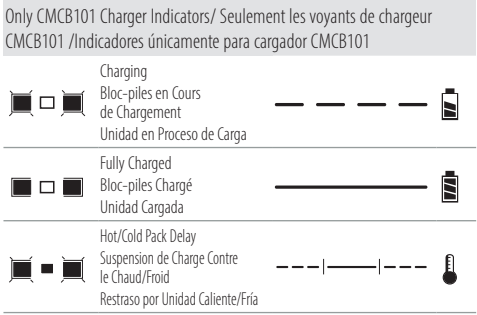 Only CMCB101 Charger Indicators/ Seulement les voyants de chargeur
CMCB101 /Indicadores únicamente para cargador CMCB101
Charging
Bloc-piles en Cours
de Chargement
Unidad en Proceso de Carga
Fully Charged
Bloc-piles Chargé
Unidad Cargada
Hot/Cold Pack Delay
Suspension de Charge Contre
le Chaud/Froid
Restraso por Unidad Caliente/Fría